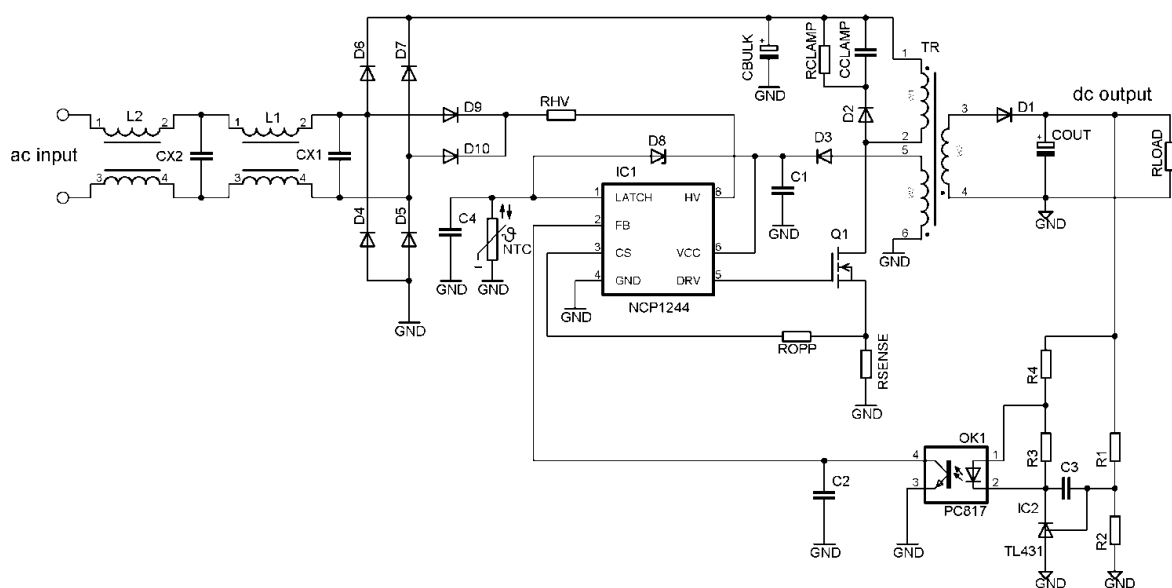 D6
D7
CBULK
+
GND
RCLAMP
CCLAMP
TR
1
2
D2
W1
L2
1
2
3
4
CX2
L1
1
2
3
4
CX1
ac input
D9
D10
RHV
D8
D3
5
6
GND
3
4
D1
dc output
+
COUT
GND
RLOAD
D4
D5
GND
C4
GND
NTC
ϑ
−
GND
IC1
1
LATCH
HV
8
2
FB
3
CS
VCC
6
4
GND
DRV
5
NCP1244
GND
C1
GND
Q1
ROPP
RSENSE
GND
R4
R3
R1
R2
C3
OK1
4
3
1
2
PC817
C2
GND
GND
IC2
TL431
GND
GND